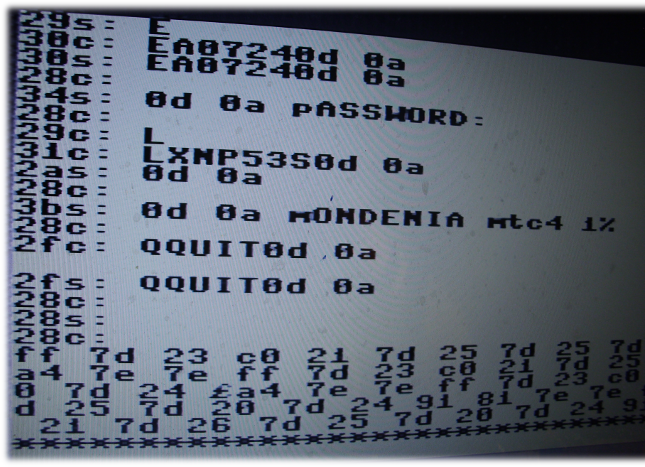 29s: E
30c: EA07240d 0a
30s: EA07240d 0a
28c:
34s: 0d 0a pASSWORD:
28c:
29c: L
31c: LXNP53S0d 0a
2as: 0d 0a
28c:
3bs: 0d 0a mONDENIA mtc4 1%
28c:
2fc: QQUIT0d 0a
2fs: QQUIT0d 0a
28c:
28s:
28c:
ff 7d 23 c0 21 7d 25 7d 25 7d
a4 7e 7e ff 7d 23 c0 21 7d 25
0 7d 24 £a4 7e 7e ff 7d 23 c0
d 25 7d 20 7d 24 91 81 7e 7e
21 7d 26 7d 25 7d 20 7d 24